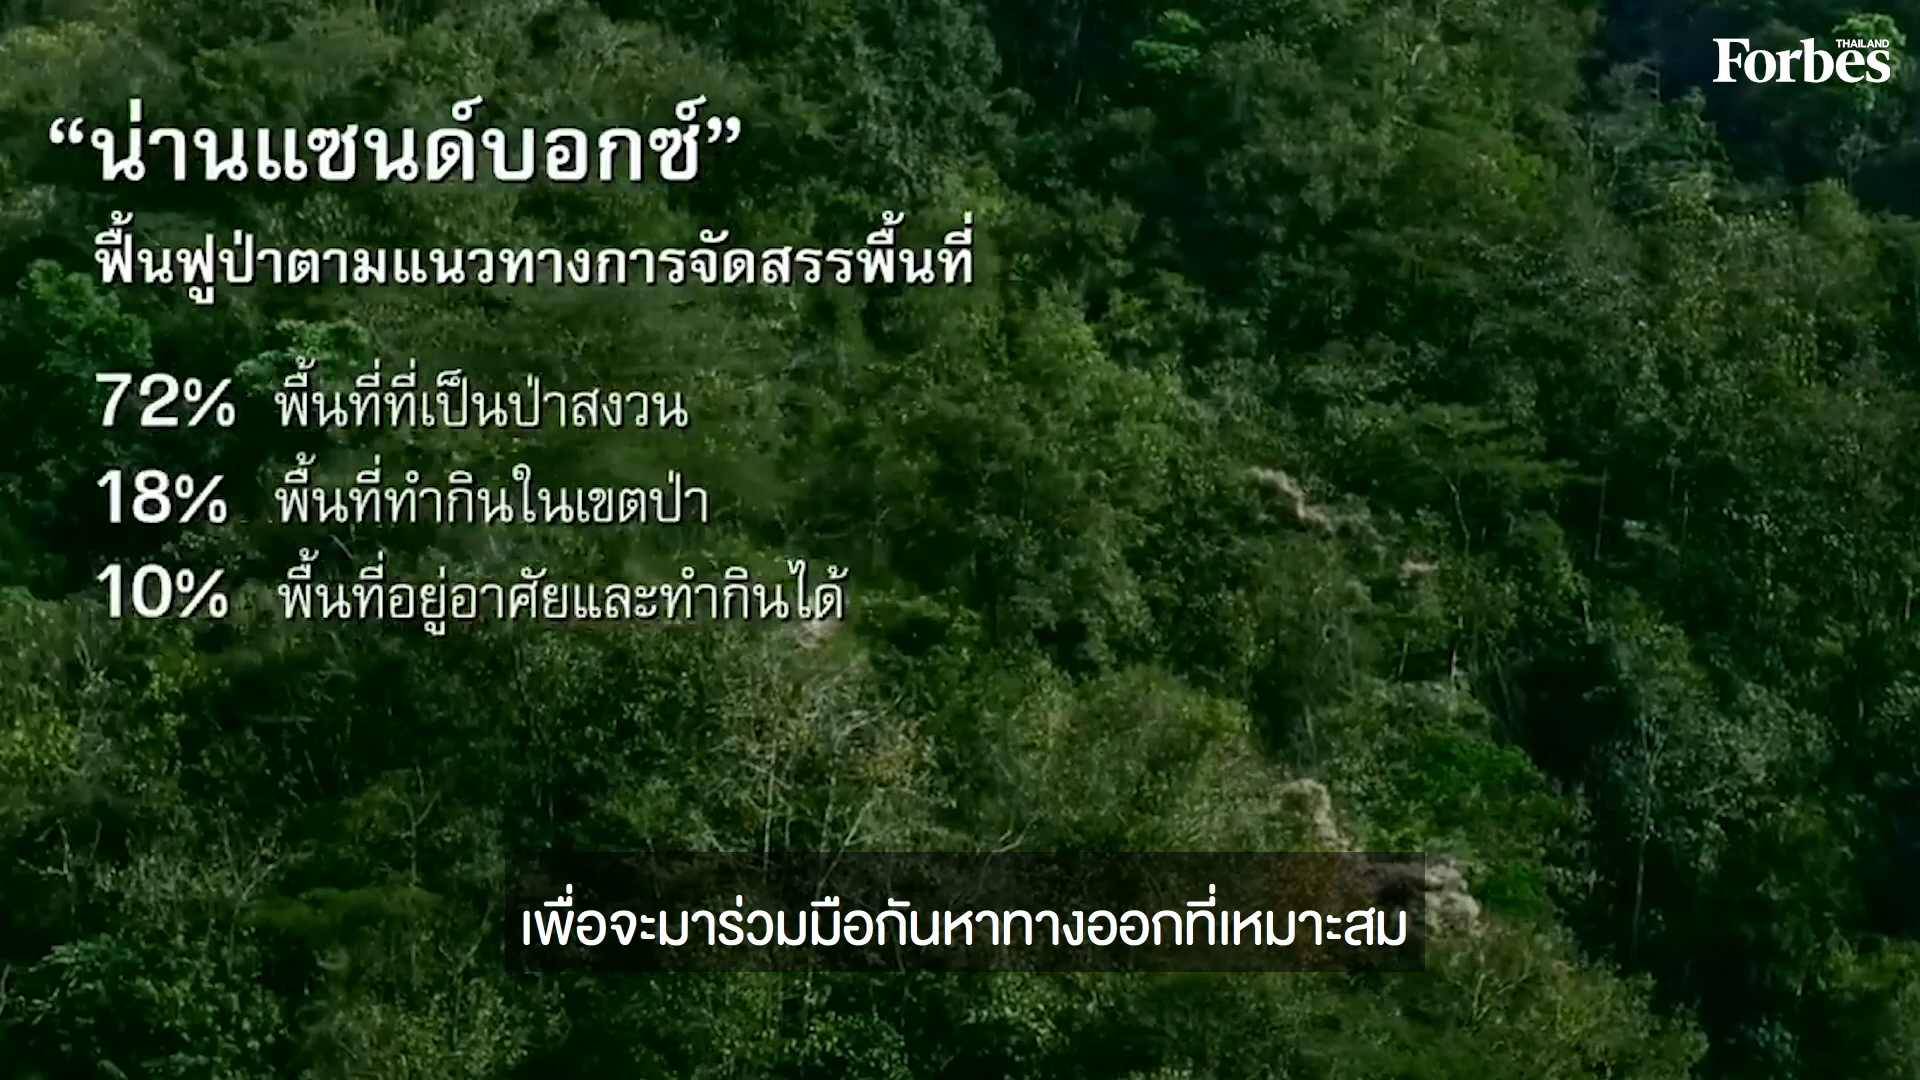 Forbes THAILAND
“น่านแซนด์บอกซ์”
ฟื้นฟูป่าตามแนวทางการจัดสรรพื้นที่
72% พื้นที่ที่เป็นป่าสงวน
18% พื้นที่ทำกินในเขตป่า
10% พื้นที่อยู่อาศัยและทำกินได้
เพื่อจะมาร่วมมือกันหาทางออกที่เหมาะสม